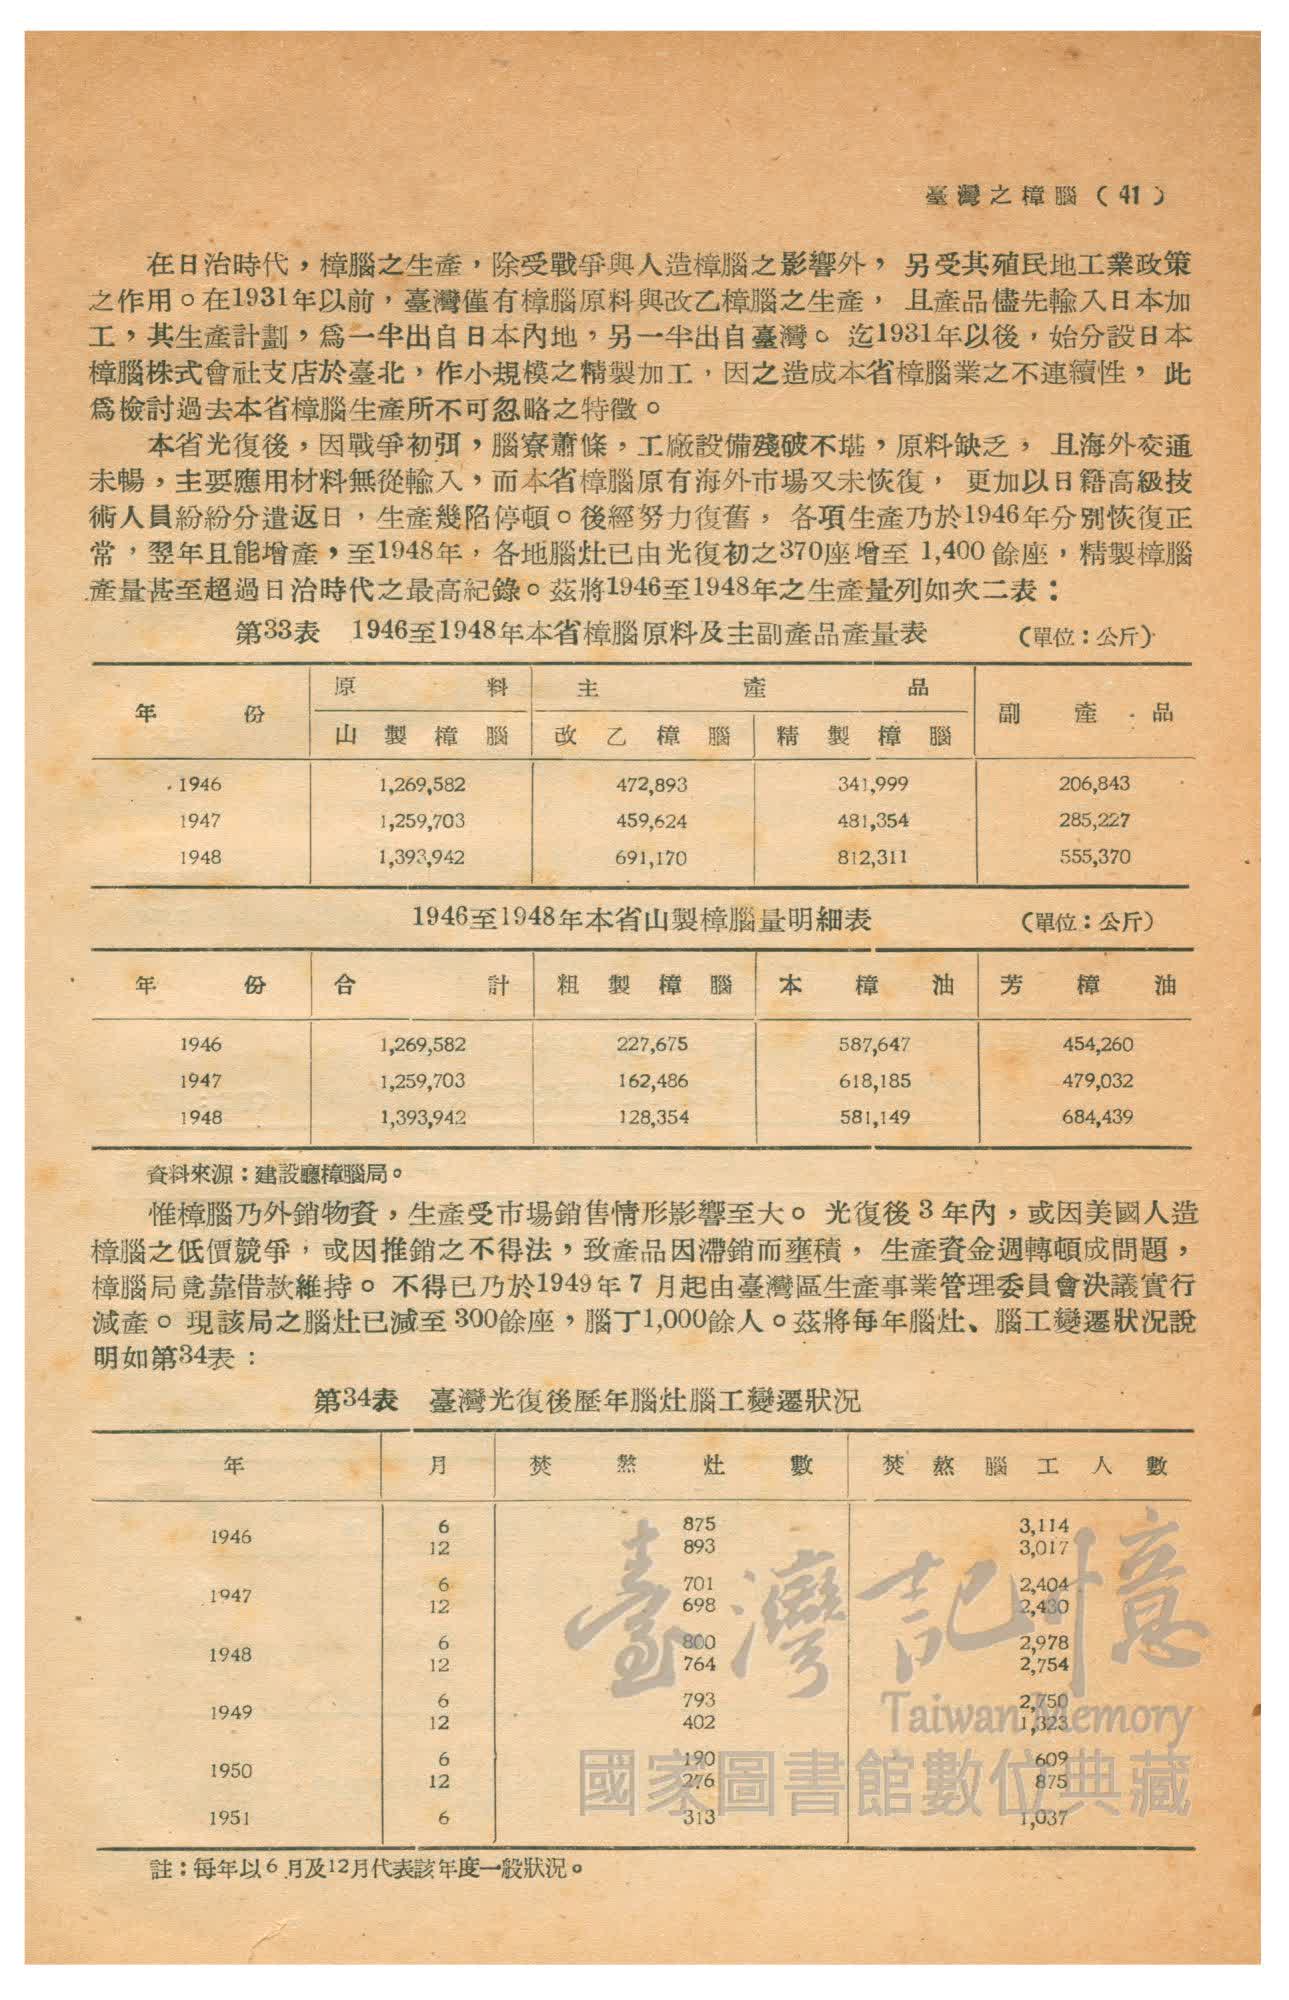 臺灣之樟腦（41）
在日治時代，樟腦之生產，除受戰爭與人造樟腦之影響外，另受其殖民地工業政策
之作用。在1931年以前，臺灣僅有樟腦原料與改乙樟腦之生產，且產品儘先輸入日本加
工，其生產計劃，爲一半出自日本內地，另一半出自臺灣。迄1931年以後，始分設日本
樟腦株式會社支店於臺北，作小規模之精製加工，因之造成本省樟腦業之不連續性，此
爲檢討過去本省樟腦生產所不可忽略之特徵。
本省光復後，因戰爭初弭，腦寮蕭條，工廠設備殘破不堪，原料缺乏，且海外交通
未暢，主要應用材料無從輸入，而本省樟腦原有海外市場又未恢復，更加以日籍高級技
術人員紛紛分遣返日，生產幾陷停頓。後經努力復舊，各項生產乃於1946年分別恢復正
常，翌年且能增產，至1948年，各地腦灶已由光復初之370座增至1,400餘座，精製樟腦
產量甚至超過日治時代之最高紀錄。茲將1946至1948年之生產量列如次二表：
第33表 1946至1948年本省樟腦原料及主副產品產量表 （單位：公斤）
年份 原料 主產品 副產品
山製樟腦 改乙樟腦 精製樟腦
1946 1,269,582 472,893 341,999 206,843
1947 1,259,703 459,624 481,354 285,227
1948 1,393,942 691,170 812,311 555,370
1946至1948年本省山製樟腦量明細表 （單位：公斤）
年份 合計 粗製樟腦 本樟油 芳樟油
1946 1,269,582 227,675 587,647 454,260
1947 1,259,703 162,486 618,185 479,032
1948 1,393,942 128,354 581,149 684,439
資料來源：建設廳樟腦局。
惟樟腦乃外銷物資，生產受市場銷售情形影響至大。光復後3年內，或因美國人造
樟腦之低價競爭，或因推銷之不得法，致產品因滯銷而壅積，生產資金週轉頓成問題，
樟腦局竟靠借款維持。不得已乃於1949年7月起由臺灣區生產事業管理委員會決議實行
減產。現該局之腦灶已減至300餘座，腦丁1,000餘人。茲將每年腦灶、腦工變遷狀況說
明如第34表：
第34表 臺灣光復後歷年腦灶腦工變遷狀況
年 月 焚熬灶數 焚熬腦工人數
1946 6 875 3,114
12 893 3,017
1947 6 701 2,404
12 698 2,430
1948 6 800 2,978
12 764 2,754
1949 6 793 2,750
12 402 1,323
1950 6 190 609
12 276 875
1951 6 313 1,037
註：每年以6月及12月代表該年度一般狀況。
臺灣記憶
Taiwan Memory
國家圖書館數位典藏